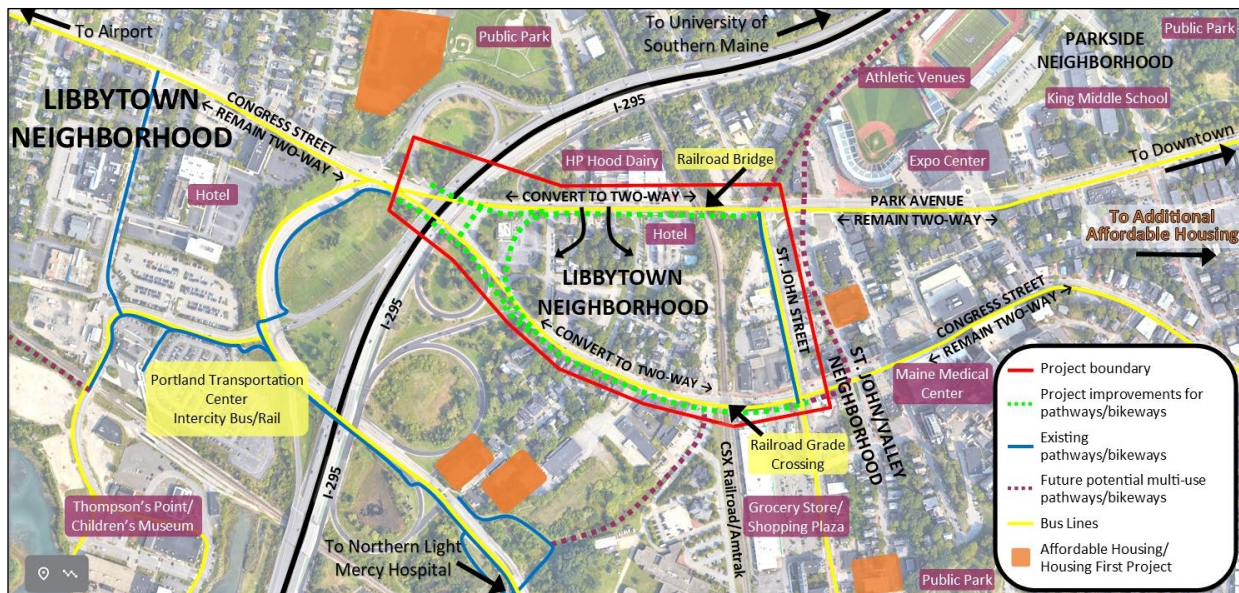 To Airport
Public Park
To University of
Southern Maine
Public Park
PARKSIDE
NEIGHBORHOOD
Athletic Venues
King Middle School
LIBBYTOWN
NEIGHBORHOOD
CONGRESS STREET
← REMAIN TWO-WAY →
I-295
HP Hood Dairy
Railroad Bridge
Expo Center
To Downtown
Hotel
← CONVERT TO TWO-WAY →
PARK AVENUE
← REMAIN TWO-WAY →
Hotel
To Additional
Affordable Housing
LIBBYTOWN
NEIGHBORHOOD
ST. JOHN STREET
I-295
← CONVERT TO TWO-WAY →
CONGRESS STREET
← REMAIN TWO-WAY →
Portland Transportation
Center
Intercity Bus/Rail
ST. JOHN/VALLEY
NEIGHBORHOOD
Maine Medical
Center
Railroad Grade
Crossing
CSX Railroad/Amtrak
I-295
Thompson's Point/
Children's Museum
Grocery Store/
Shopping Plaza
To Northern Light
Mercy Hospital
Public Park
Project boundary
Project improvements for
pathways/bikeways
Existing
pathways/bikeways
Future potential multi-use
pathways/bikeways
Bus Lines
Affordable Housing/
Housing First Project